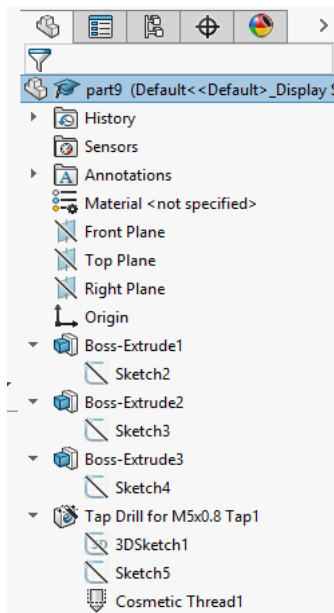 part9 (Default<<Default>_Display S
History
Sensors
Annotations
Material <not specified>
Front Plane
Top Plane
Right Plane
Origin
Boss-Extrude1
Sketch2
Boss-Extrude2
Sketch3
Boss-Extrude3
Sketch4
Tap Drill for M5x0.8 Tap1
3DSketch1
Sketch5
Cosmetic Thread1